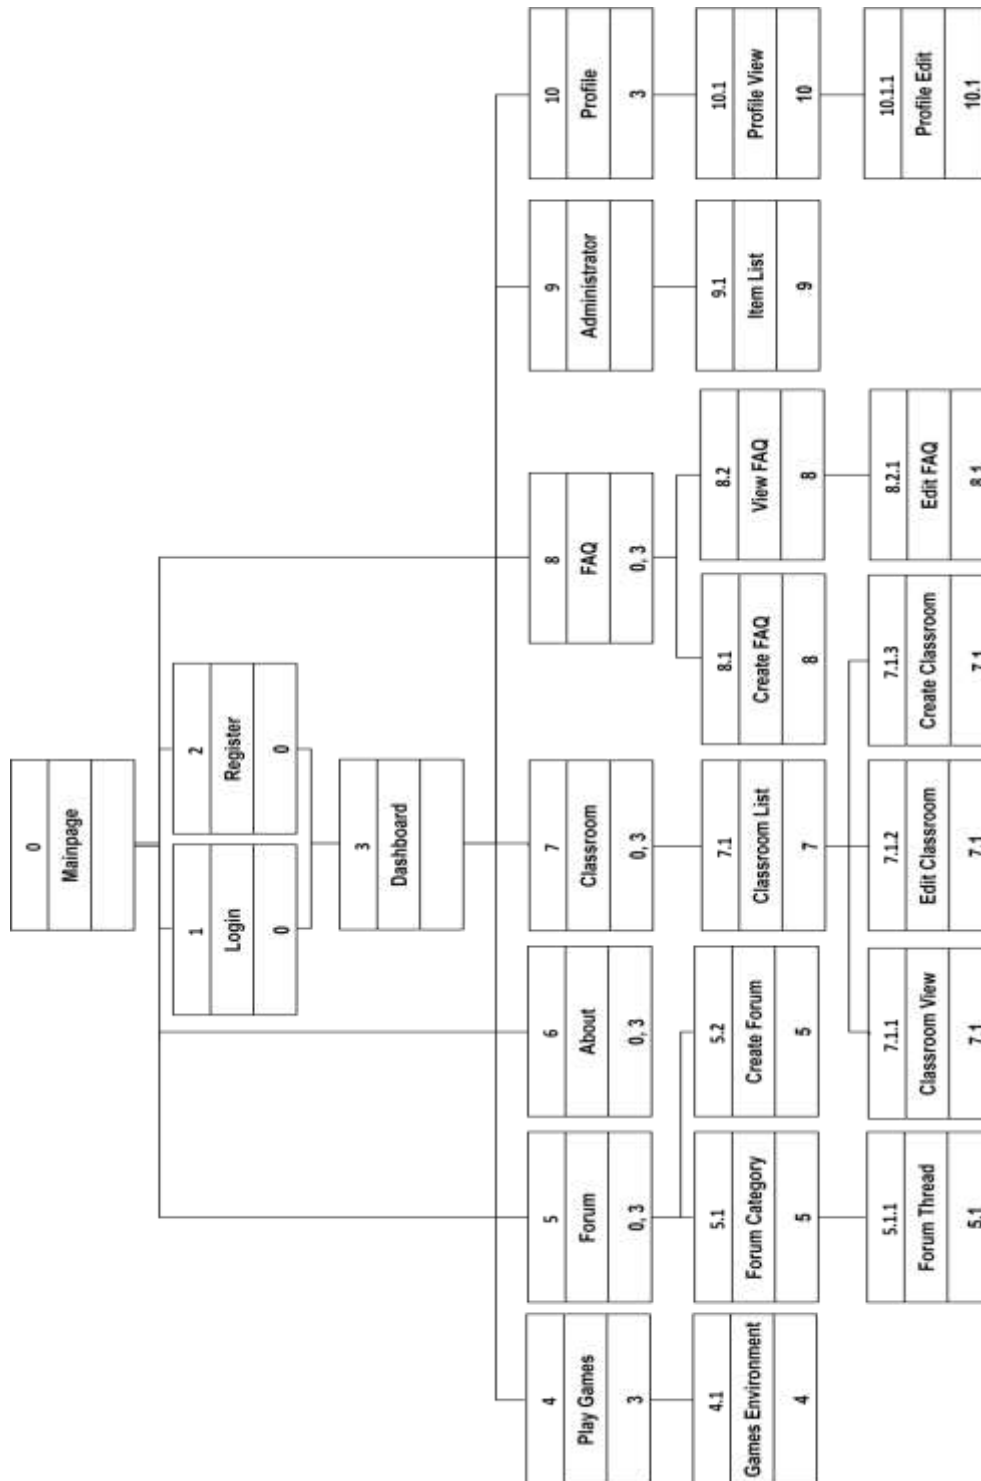 0
Mainpage
1
Login
0
2
Register
0
3
Dashboard
4
Play Games
3
5
Forum
0, 3
6
About
0, 3
7
Classroom
0, 3
8
FAQ
0, 3
9
Administrator
10
Profile
3
4.1
Games Environment
4
5.1
Forum Category
5
5.2
Create Forum
5
7.1
Classroom List
7
8.1
Create FAQ
8
8.2
View FAQ
8
9.1
Item List
9
10.1
Profile View
10
5.1.1
Forum Thread
5.1
7.1.1
Classroom View
7.1
7.1.2
Edit Classroom
7.1
7.1.3
Create Classroom
7.1
8.2.1
Edit FAQ
8.1
10.1.1
Profile Edit
10.1